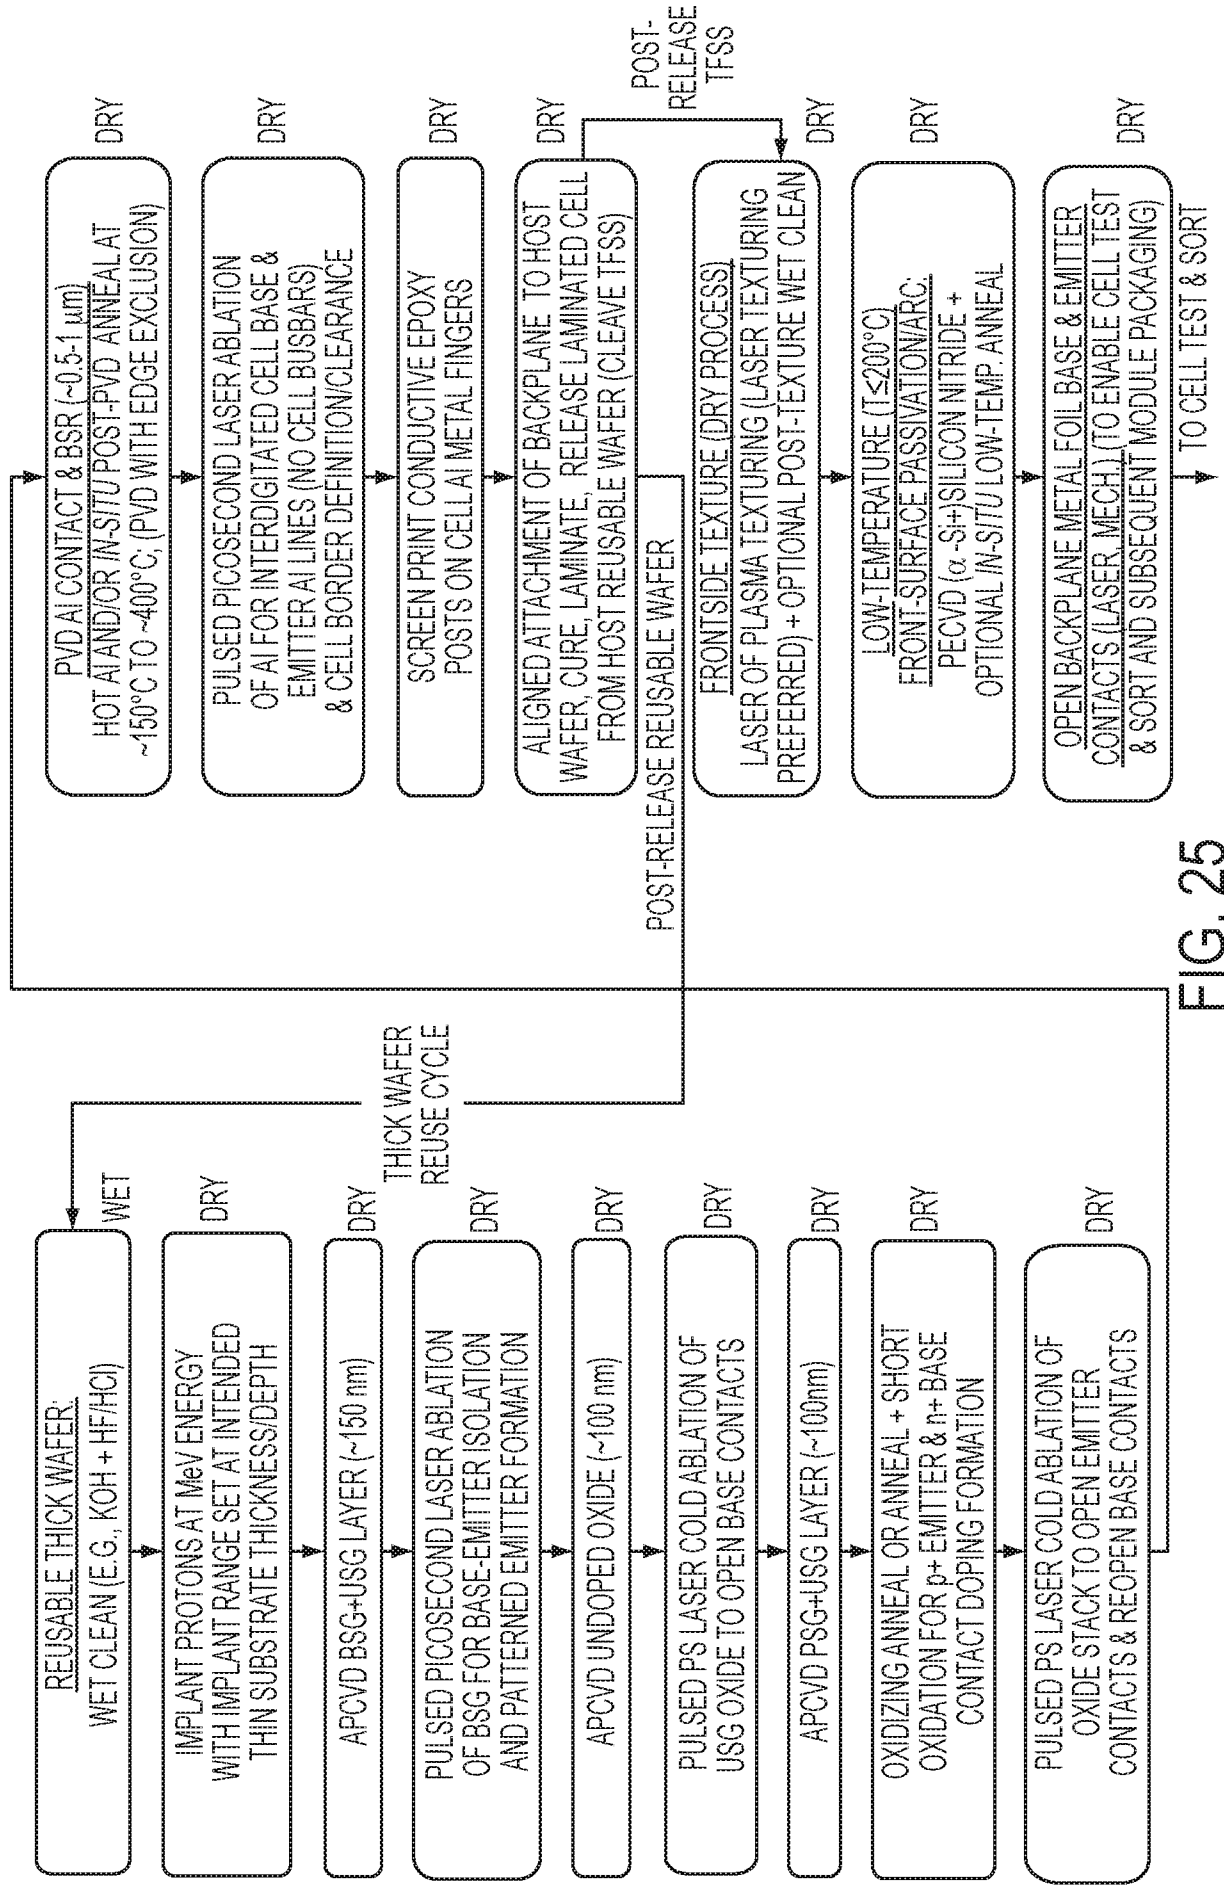 REUSABLE THICK WAFER:
WET CLEAN (E.G., KOH + HF/HCl)
WET
IMPLANT PROTONS AT MeV ENERGY
WITH IMPLANT RANGE SET AT INTENDED
THIN SUBSTRATE THICKNESS/DEPTH
DRY
APCVD BSG+USG LAYER (~150 nm)
DRY
PULSED PICOSECOND LASER ABLATION
OF BSG FOR BASE-EMITTER ISOLATION
AND PATTERNED EMITTER FORMATION
DRY
APCVD UNDOPED OXIDE (~100 nm)
DRY
PULSED PS LASER COLD ABLATION OF
USG OXIDE TO OPEN BASE CONTACTS
DRY
APCVD PSG+USG LAYER (~100nm)
DRY
OXIDIZING ANNEAL OR ANNEAL + SHORT
OXIDATION FOR p+ EMITTER & n+ BASE
CONTACT DOPING FORMATION
DRY
PULSED PS LASER COLD ABLATION OF
OXIDE STACK TO OPEN EMITTER
CONTACTS & REOPEN BASE CONTACTS
DRY
THICK WAFER
REUSE CYCLE
PVD Al CONTACT & BSR (~0.5-1 μm)
HOT Al AND/OR IN-SITU POST-PVD ANNEAL AT
~150°C TO ~400°C, (PVD WITH EDGE EXCLUSION)
DRY
PULSED PICOSECOND LASER ABLATION
OF Al FOR INTERDIGITATED CELL BASE &
EMITTER Al LINES (NO CELL BUSBARS)
& CELL BORDER DEFINITION/CLEARANCE
DRY
SCREEN PRINT CONDUCTIVE EPOXY
POSTS ON CELL Al METAL FINGERS
DRY
ALIGNED ATTACHMENT OF BACKPLANE TO HOST
WAFER, CURE, LAMINATE, RELEASE LAMINATED CELL
FROM HOST REUSABLE WAFER (CLEAVE TFSS)
DRY
POST-RELEASE REUSABLE WAFER
POST-
RELEASE
TFSS
FRONTSIDE TEXTURE (DRY PROCESS)
LASER OF PLASMA TEXTURING (LASER TEXTURING
PREFERRED) + OPTIONAL POST-TEXTURE WET CLEAN
DRY
LOW-TEMPERATURE (T≤200°C)
FRONT-SURFACE PASSIVATION/ARC:
PECVD (α -Si+)SILICON NITRIDE +
OPTIONAL IN-SITU LOW-TEMP. ANNEAL
DRY
OPEN BACKPLANE METAL FOIL BASE & EMITTER
CONTACTS (LASER, MECH.) (TO ENABLE CELL TEST
& SORT AND SUBSEQUENT MODULE PACKAGING)
DRY
TO CELL TEST & SORT
FIG. 25